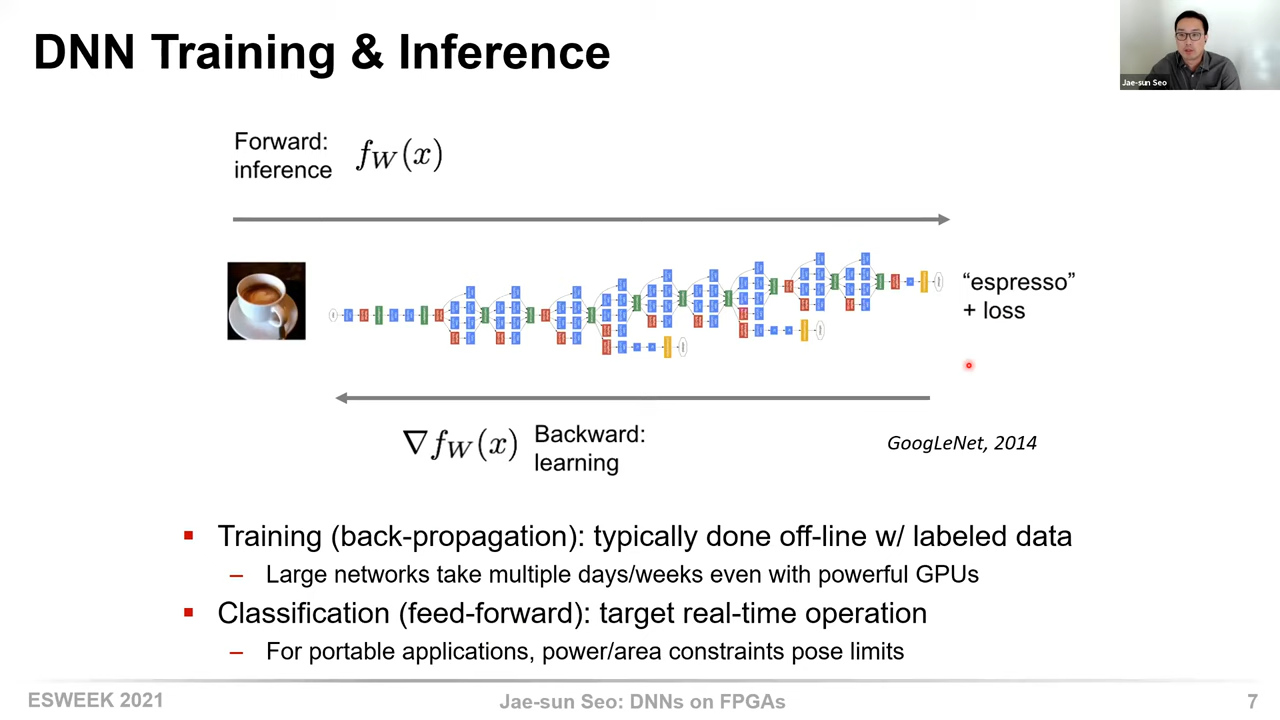 DNN Training & Inference
Jae-sun Seo
Forward:
inference
f_W(x)
“espresso”
+ loss
∇f_W(x)
Backward:
learning
GoogLeNet, 2014
▪ Training (back-propagation): typically done off-line w/ labeled data
– Large networks take multiple days/weeks even with powerful GPUs
▪ Classification (feed-forward): target real-time operation
– For portable applications, power/area constraints pose limits
ESWEEK 2021
Jae-sun Seo: DNNs on FPGAs
7